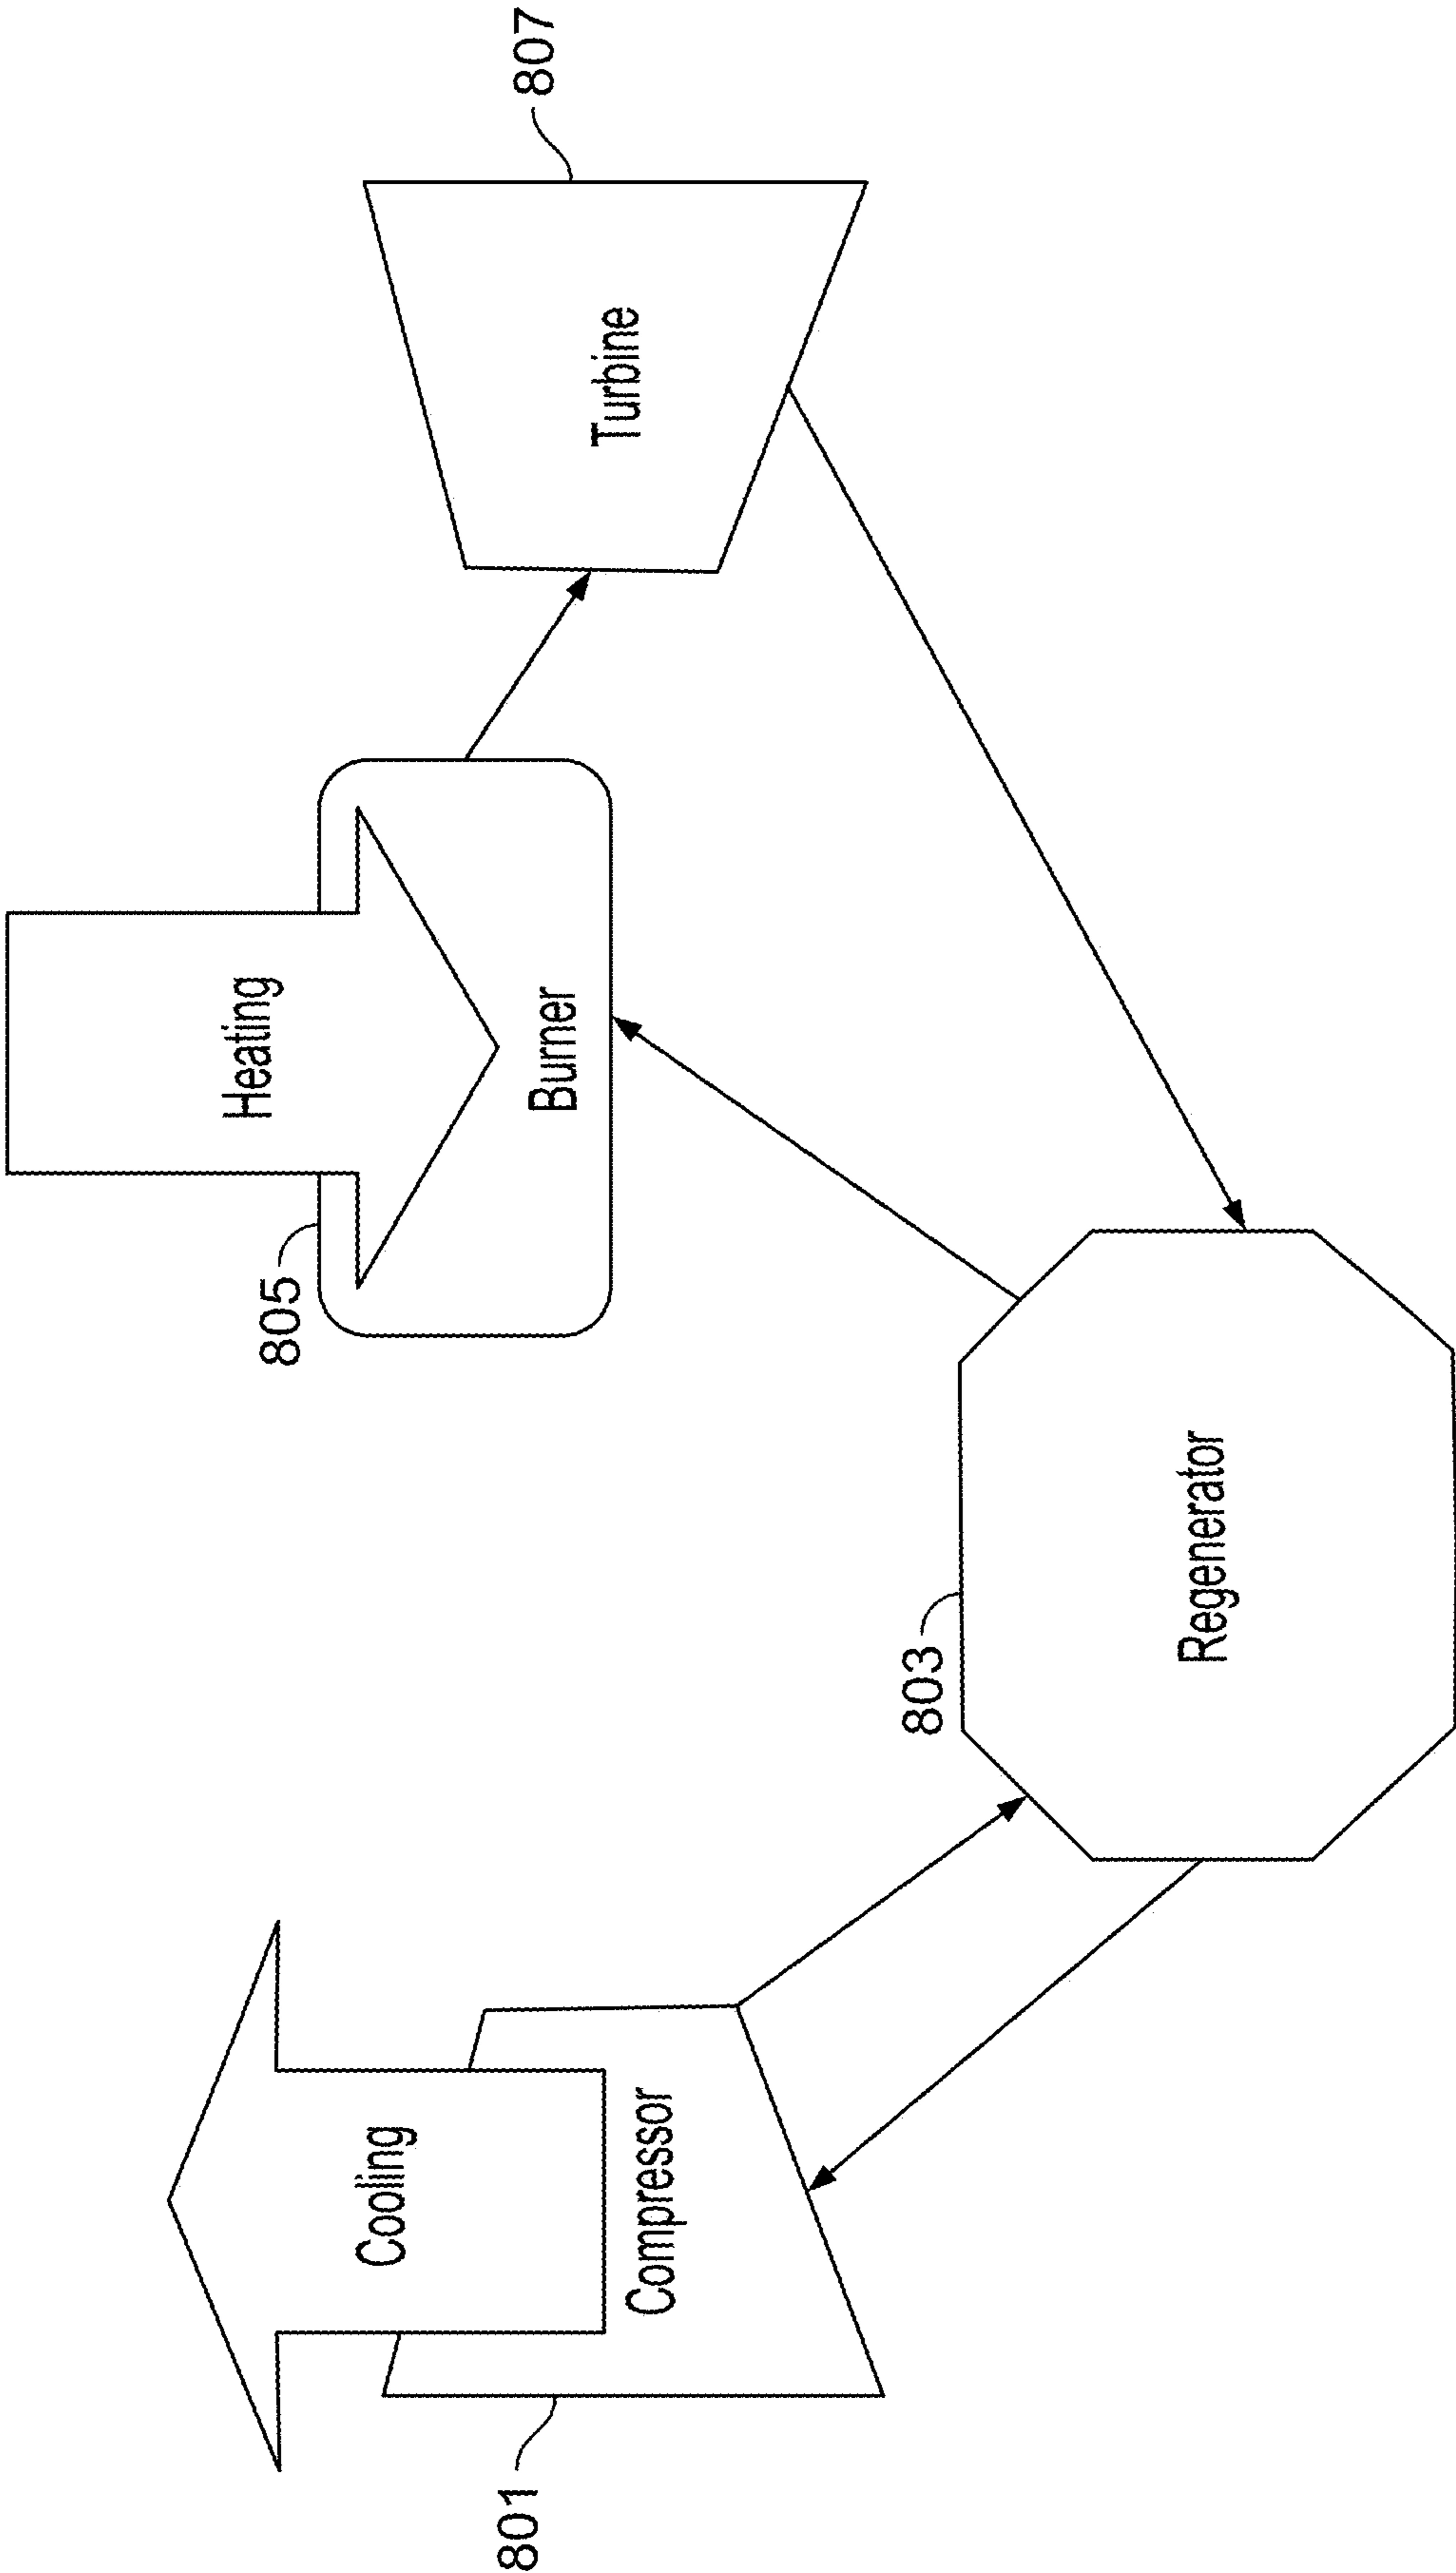 Cooling
Compressor
801
Heating
805
Burner
Turbine
807
803
Regenerator